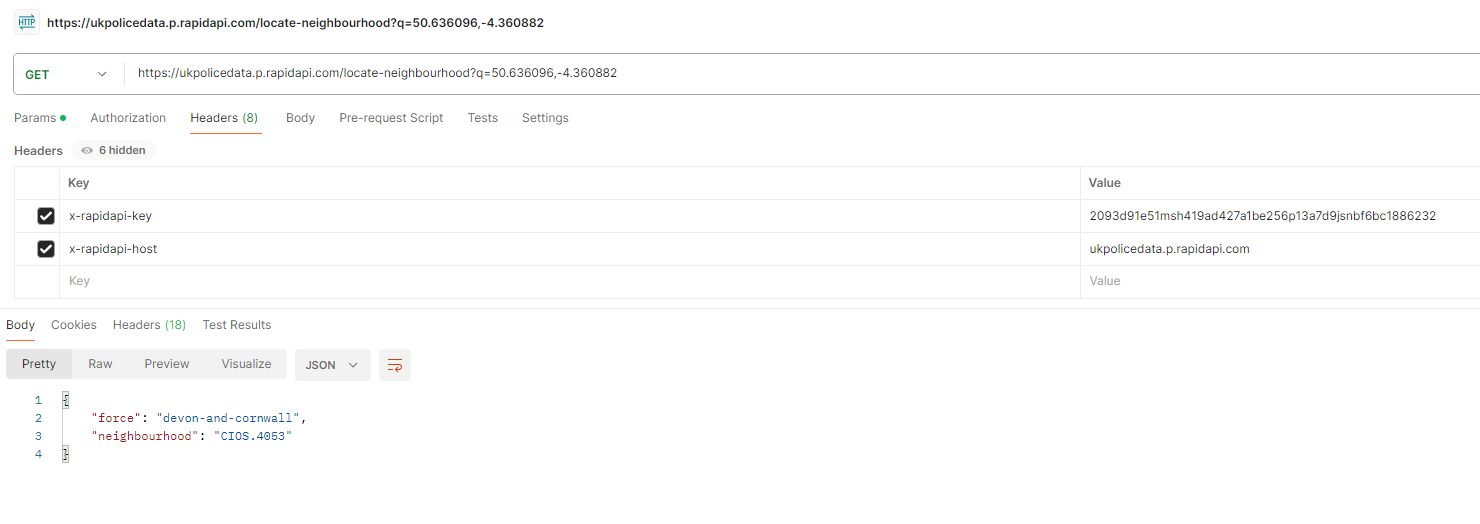 HTTP https://ukpolicedata.p.rapidapi.com/locate-neighbourhood?q=50.636096,-4.360882
GET https://ukpolicedata.p.rapidapi.com/locate-neighbourhood?q=50.636096,-4.360882
Params Authorization Headers (8) Body Pre-request Script Tests Settings
Headers 6 hidden
Key Value
x-rapidapi-key 2093d91e51msh419ad427a1be256p13a7d9jsnbf6bc1886232
x-rapidapi-host ukpolicedata.p.rapidapi.com
Key Value
Body Cookies Headers (18) Test Results
Pretty Raw Preview Visualize JSON
1 {
2 "force": "devon-and-cornwall",
3 "neighbourhood": "CIOS.4053"
4 }